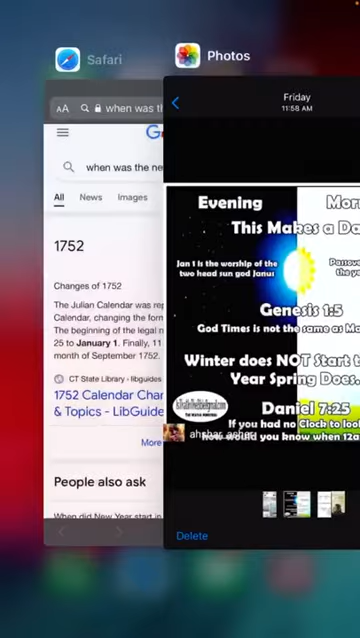 Safari
Photos
AA
when was th
Friday
11:58 AM
G
when was the ne
All
News
Images
1752
Changes of 1752
The Julian Calendar was rep
Calendar, changing the form
The beginning of the legal n
25 to January 1. Finally, 11
month of September 1752.
CT State Library - libguides
1752 Calendar Char
& Topics - LibGuide
More
People also ask
When did New Year start in
Evening
Mor
This Makes a Da
Jan 1 is the worship of the
two head sun god Janus
Passove
the ye
Genesis 1:5
God Times is not the same as Ma
Winter does NOT Start t
Year Spring Does.
Daniel 7:25
If you had no Clock to look
how would you know when 12a
Delete